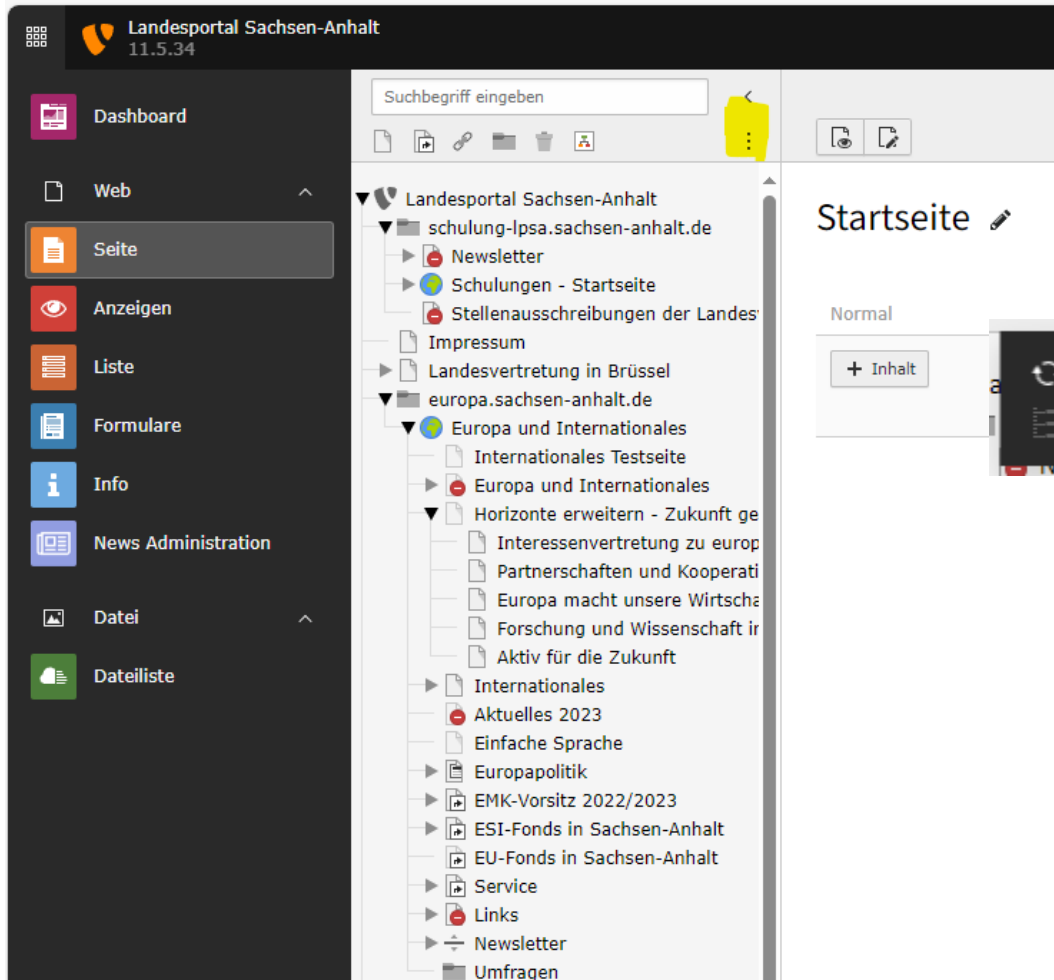 Landesportal Sachsen-Anhalt
11.5.34
Dashboard
Web
Seite
Anzeigen
Liste
Formulare
Info
News Administration
Datei
Dateiliste
Suchbegriff eingeben
Landesportal Sachsen-Anhalt
schulung-lpsa.sachsen-anhalt.de
Newsletter
Schulungen - Startseite
Stellenausschreibungen der Landes
Impressum
Landesvertretung in Brüssel
europa.sachsen-anhalt.de
Europa und Internationales
Internationales Testseite
Europa und Internationales
Horizonte erweitern - Zukunft ge
Interessenvertretung zu europ
Partnerschaften und Kooperati
Europa macht unsere Wirtscha
Forschung und Wissenschaft in
Aktiv für die Zukunft
Internationales
Aktuelles 2023
Einfache Sprache
Europapolitik
EMK-Vorsitz 2022/2023
ESI-Fonds in Sachsen-Anhalt
EU-Fonds in Sachsen-Anhalt
Service
Links
Newsletter
Umfragen
Startseite
Normal
+ Inhalt